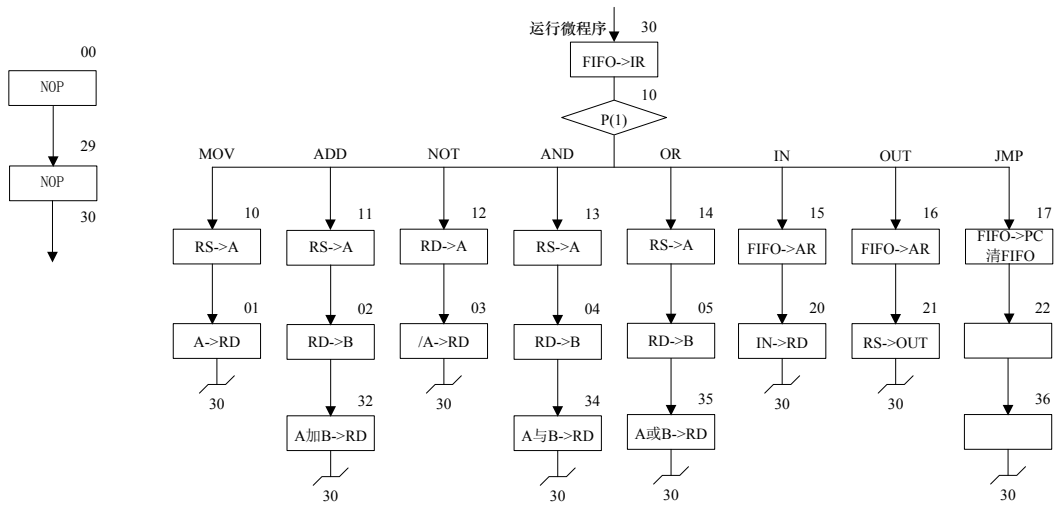 运行微程序
30
FIFO->IR
00
NOP
10
P(1)
29
NOP
30
MOV
ADD
NOT
AND
OR
IN
OUT
JMP
10
11
12
13
14
15
16
17
RS->A
RS->A
RD->A
RS->A
RS->A
FIFO->AR
FIFO->AR
FIFO->PC
清FIFO
01
02
03
04
05
20
21
22
A->RD
RD->B
/A->RD
RD->B
RD->B
IN->RD
RS->OUT
30
32
30
34
35
30
30
36
A加B->RD
A与B->RD
A或B->RD
30
30
30
30